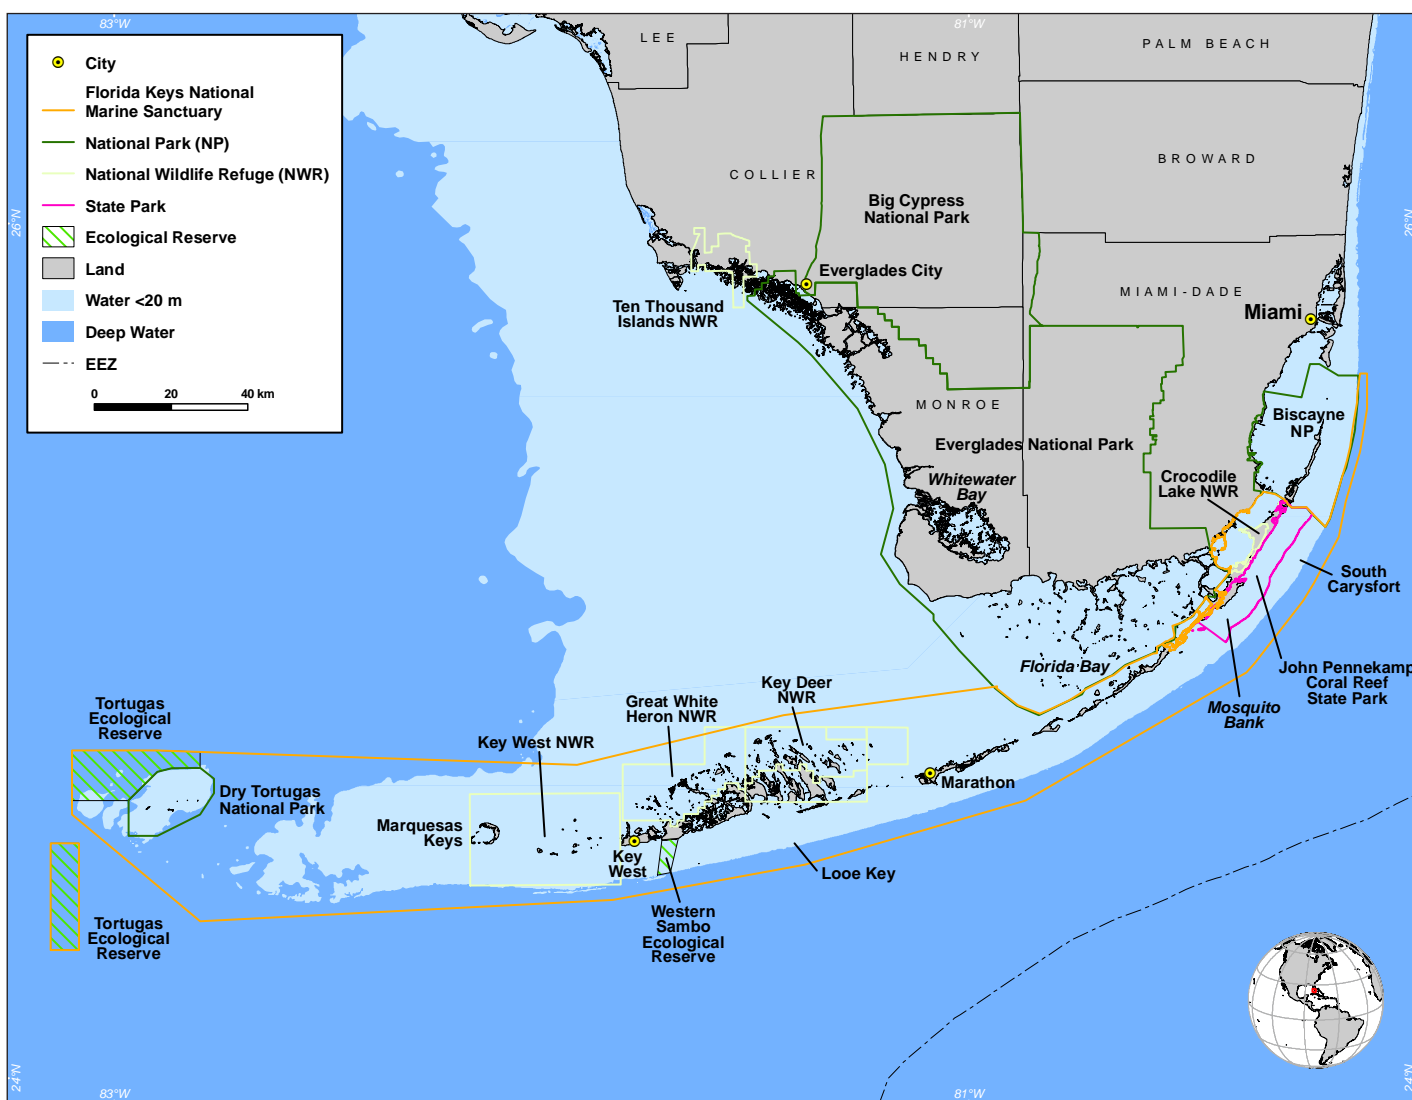 83°W
81°W
LEE
HENDRY
PALM BEACH
City
Florida Keys National
Marine Sanctuary
National Park (NP)
National Wildlife Refuge (NWR)
State Park
Ecological Reserve
Land
Water <20 m
Deep Water
EEZ
0 20 40 km
26°N
26°N
COLLIER
BROWARD
Big Cypress
National Park
Everglades City
MIAMI-DADE
Ten Thousand
Islands NWR
Miami
MONROE
Biscayne
NP
Everglades National Park
Whitewater
Bay
Crocodile
Lake NWR
South
Carysfort
Florida Bay
John Pennekamp
Coral Reef
State Park
Mosquito
Bank
Key Deer
NWR
Great White
Heron NWR
Key West NWR
Tortugas
Ecological
Reserve
Dry Tortugas
National Park
Marathon
Marquesas
Keys
Key
West
Looe Key
Western
Sambo
Ecological
Reserve
Tortugas
Ecological
Reserve
24°N
24°N
83°W
81°W